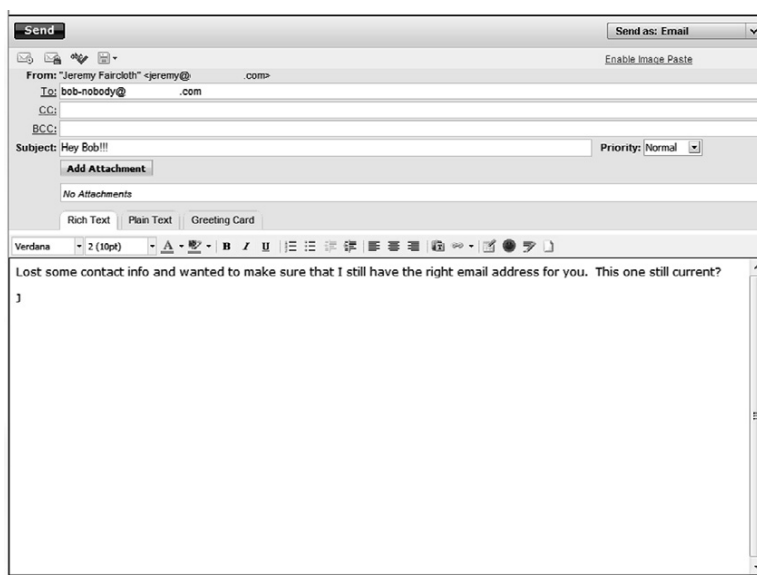 Send
Send as: Email
Enable Image Paste
From: "Jeremy Faircloth" <jeremy@ .com>
To: bob-nobody@ .com
CC:
BCC:
Subject: Hey Bob!!!
Priority: Normal
Add Attachment
No Attachments
Rich Text Plain Text Greeting Card
Verdana 2 (10pt) A B I U
Lost some contact info and wanted to make sure that I still have the right email address for you. This one still current?
J